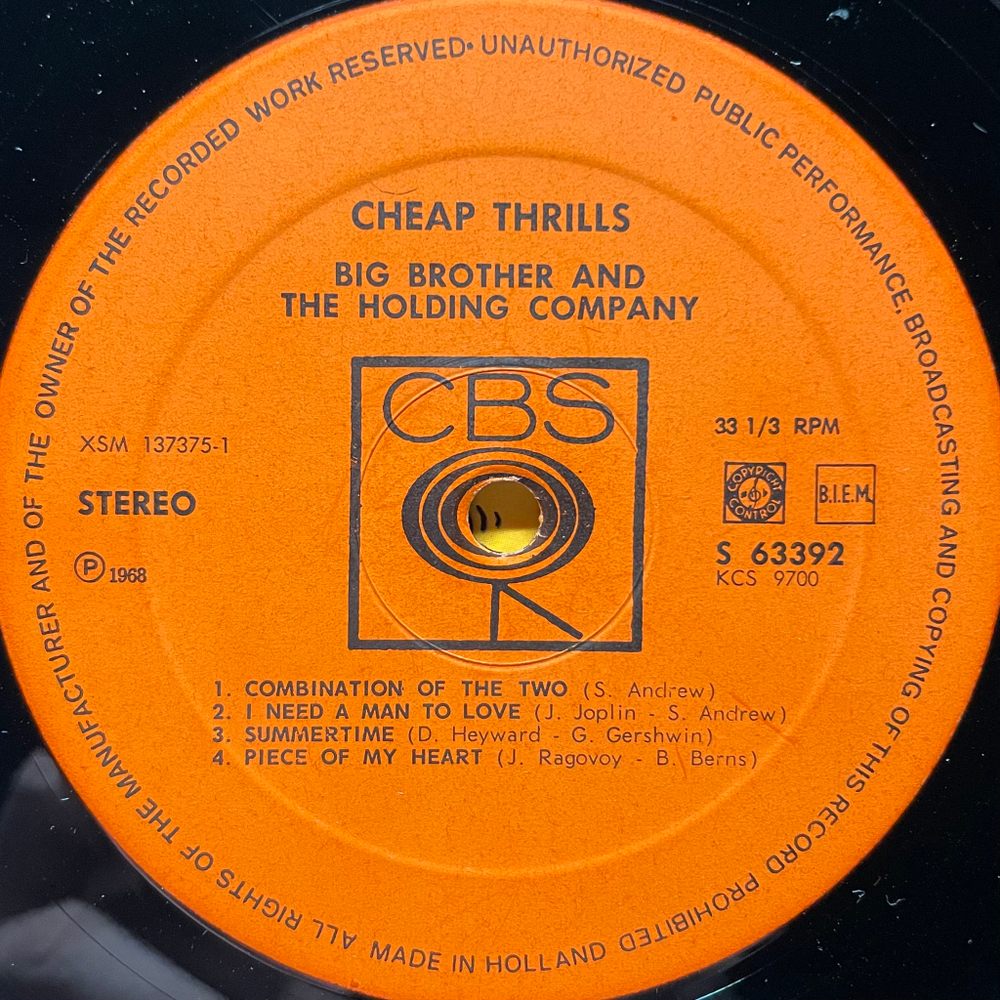 ALL RIGHTS OF THE MANUFACTURER AND OF THE OWNER OF THE RECORDED WORK RESERVED • UNAUTHORIZED PUBLIC PERFORMANCE, BROADCASTING AND COPYING OF THIS RECORD PROHIBITED
CHEAP THRILLS
BIG BROTHER AND
THE HOLDING COMPANY
CBS
XSM 137375-1
STEREO
Ⓟ 1968
33 1/3 RPM
COPYRIGHT CONTROL
B.I.E.M.
S 63392
KCS 9700
1. COMBINATION OF THE TWO (S. Andrew)
2. I NEED A MAN TO LOVE (J. Joplin - S. Andrew)
3. SUMMERTIME (D. Heyward - G. Gershwin)
4. PIECE OF MY HEART (J. Ragovoy - B. Berns)
MADE IN HOLLAND